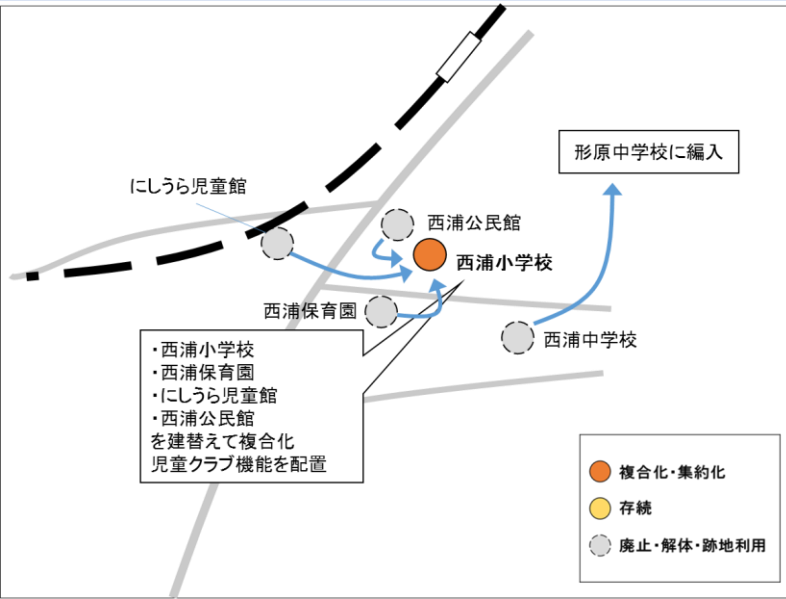 形原中学校に編入
にしうら児童館
西浦公民館
西浦小学校
西浦保育園
西浦中学校
・西浦小学校
・西浦保育園
・にしうら児童館
・西浦公民館
を建替えて複合化
児童クラブ機能を配置
複合化・集約化
存続
廃止・解体・跡地利用